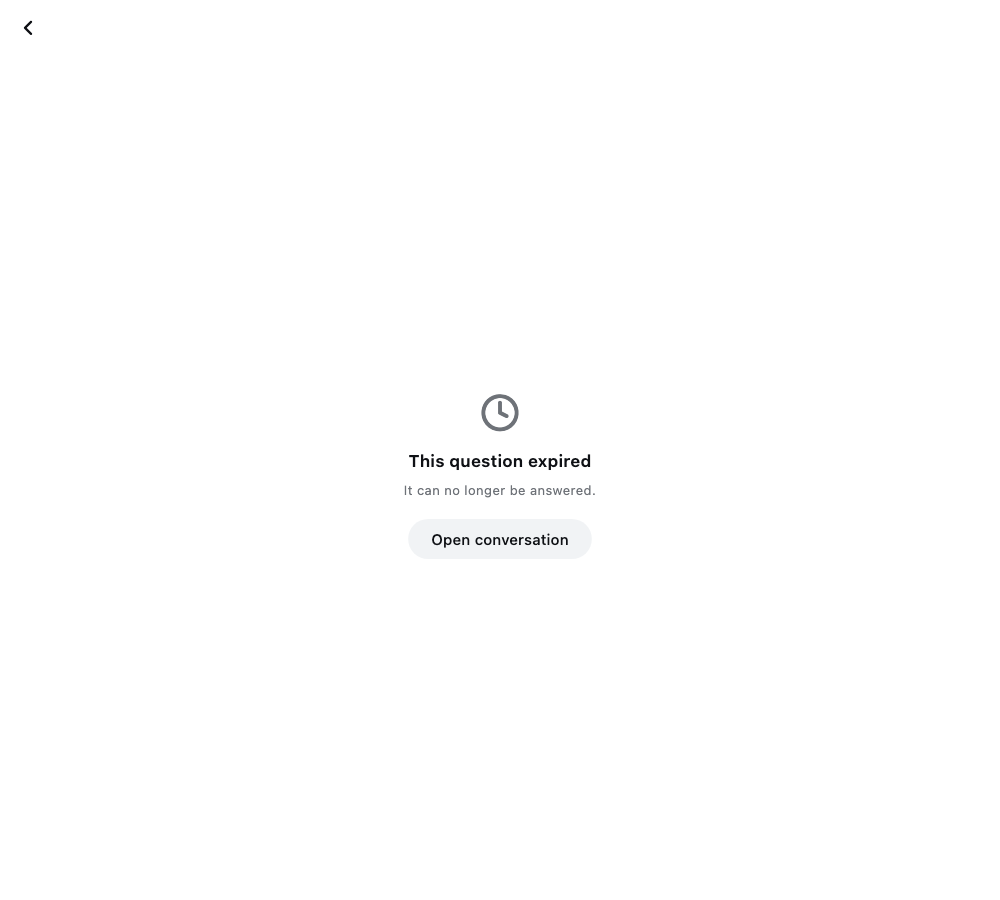 This question expired
It can no longer be answered.
Open conversation